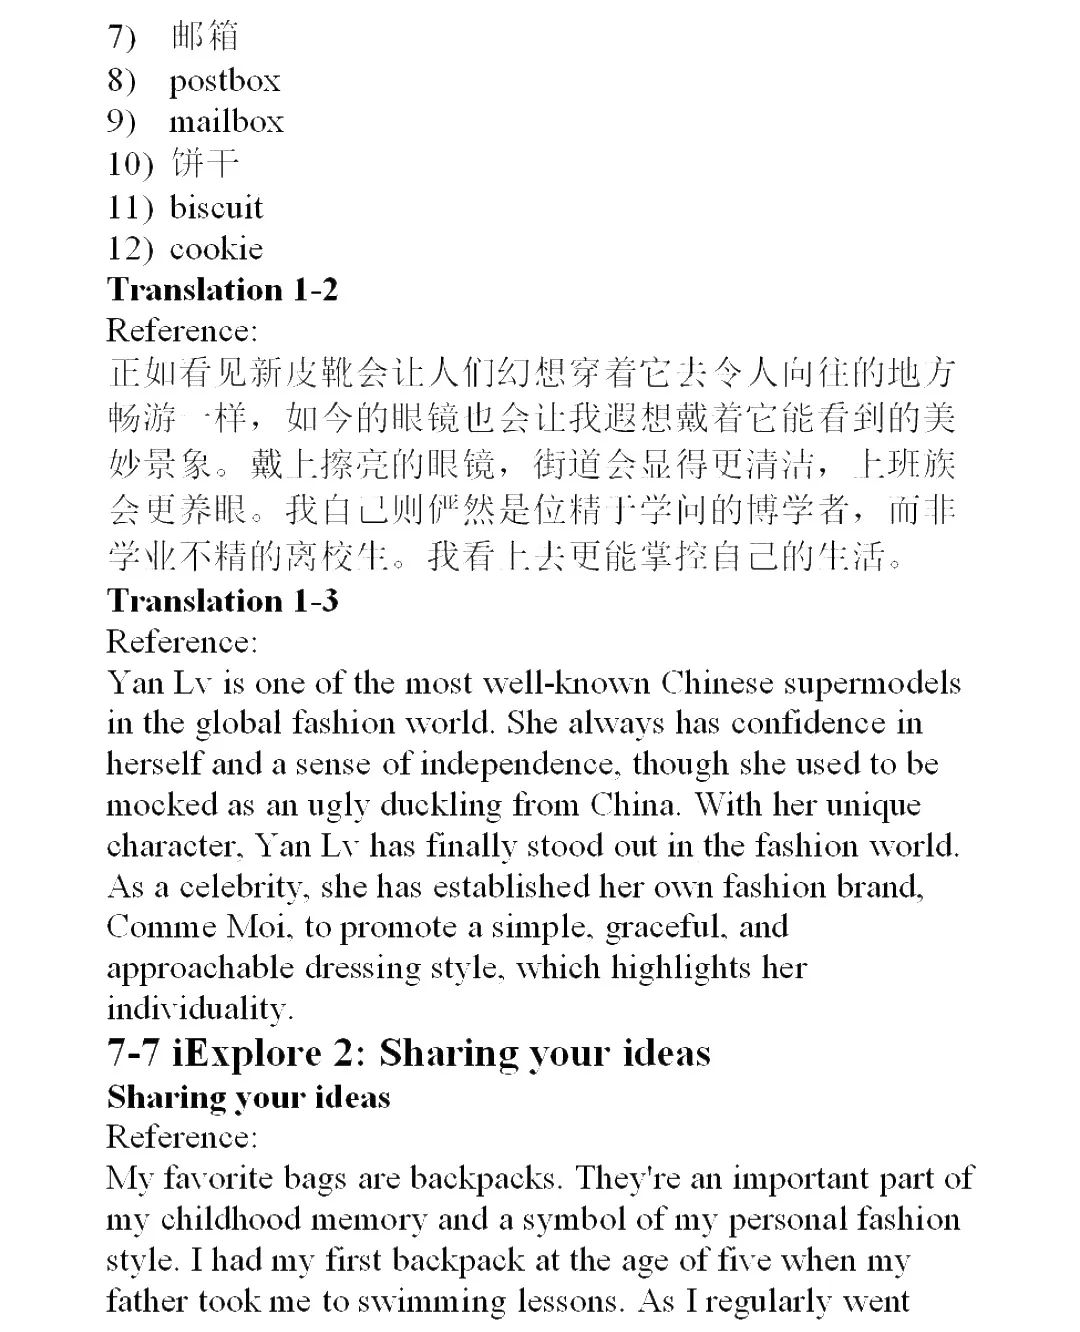 7) 邮箱
8) postbox
9) mailbox
10) 饼干
11) biscuit
12) cookie
Translation 1-2
Reference:
正如看见新皮靴会让人们幻想穿着它去令人向往的地方
畅游一样，如今的眼镜也会让我遐想戴着它能看到的美
妙景象。戴上擦亮的眼镜，街道会显得更清洁，上班族
会更养眼。我自己则俨然是位精于学问的博学者，而非
学业不精的离校生。我看上去更能掌控自己的生活。
Translation 1-3
Reference:
Yan Lv is one of the most well-known Chinese supermodels
in the global fashion world. She always has confidence in
herself and a sense of independence, though she used to be
mocked as an ugly duckling from China. With her unique
character, Yan Lv has finally stood out in the fashion world.
As a celebrity, she has established her own fashion brand,
Comme Moi, to promote a simple, graceful, and
approachable dressing style, which highlights her
individuality.
7-7 iExplore 2: Sharing your ideas
Sharing your ideas
Reference:
My favorite bags are backpacks. They're an important part of
my childhood memory and a symbol of my personal fashion
style. I had my first backpack at the age of five when my
father took me to swimming lessons. As I regularly went